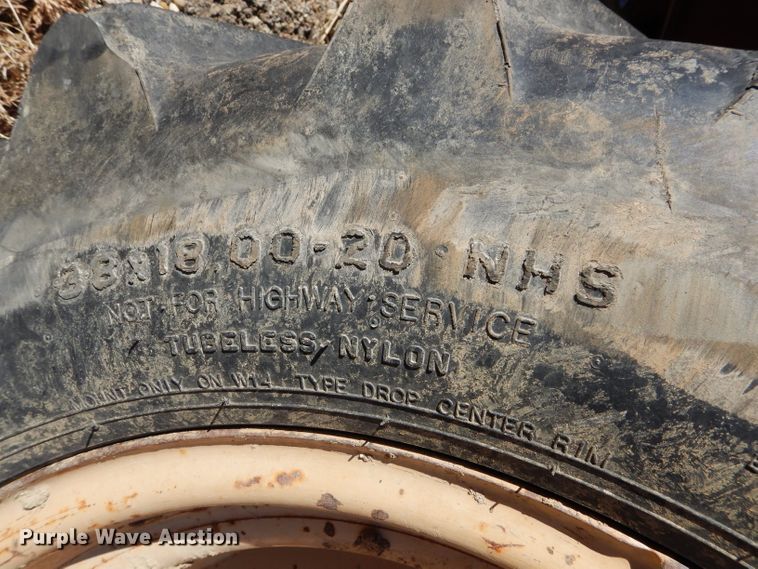 38X18.00-20 NHS
NOT FOR HIGHWAY SERVICE
TUBELESS NYLON
MOUNT ONLY ON W14 TYPE DROP CENTER RIM
Purple Wave Auction